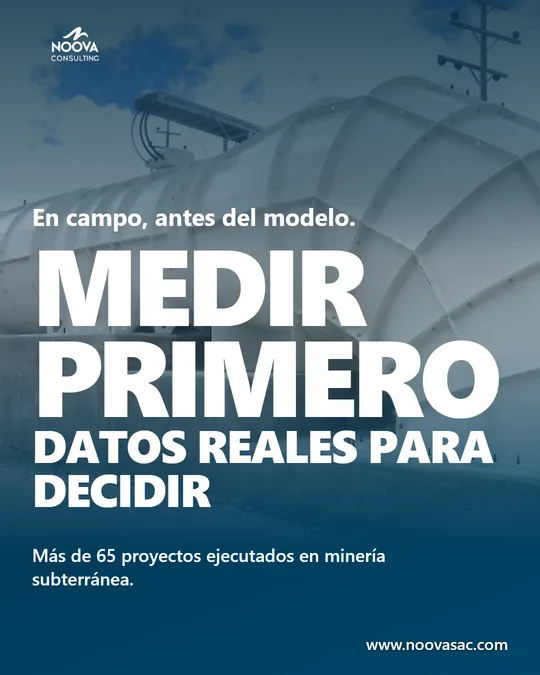 NOOVA
CONSULTING
En campo, antes del modelo.
MEDIR
PRIMERO
DATOS REALES PARA
DECIDIR
Más de 65 proyectos ejecutados en minería
subterránea.
www.noovasac.com